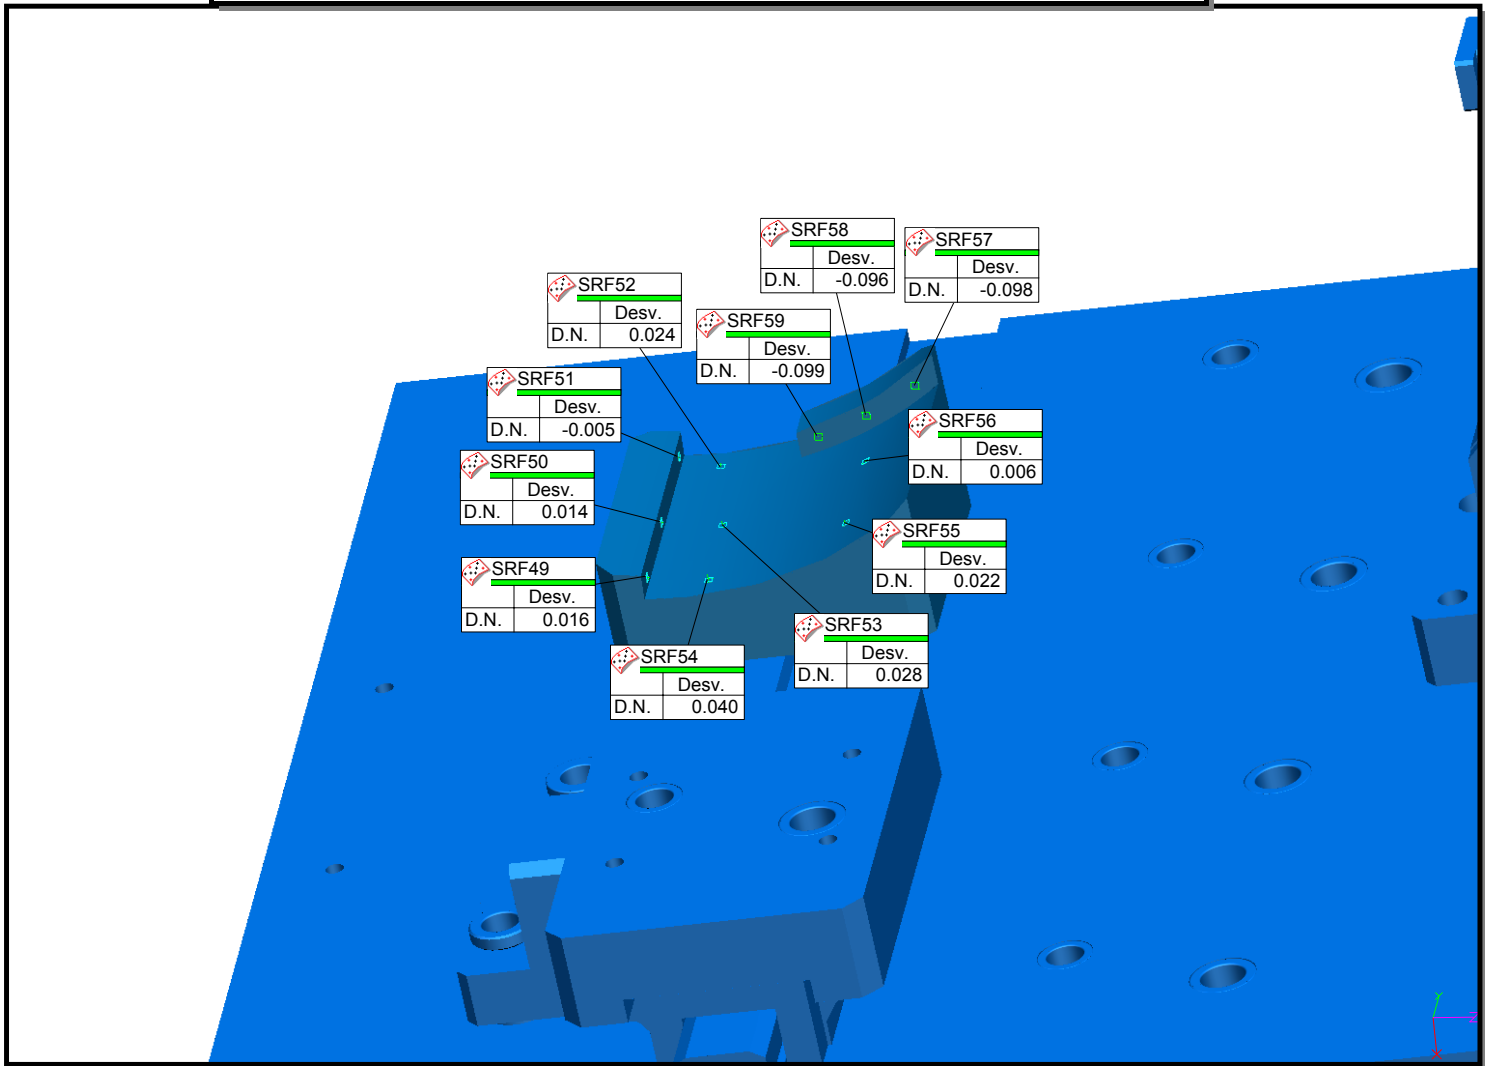 SRF58
Desv.
D.N. -0.096
SRF57
Desv.
D.N. -0.098
SRF52
Desv.
D.N. 0.024
SRF59
Desv.
D.N. -0.099
SRF51
Desv.
D.N. -0.005
SRF56
Desv.
D.N. 0.006
SRF50
Desv.
D.N. 0.014
SRF55
Desv.
D.N. 0.022
SRF49
Desv.
D.N. 0.016
SRF53
Desv.
D.N. 0.028
SRF54
Desv.
D.N. 0.040
Y
Z
X